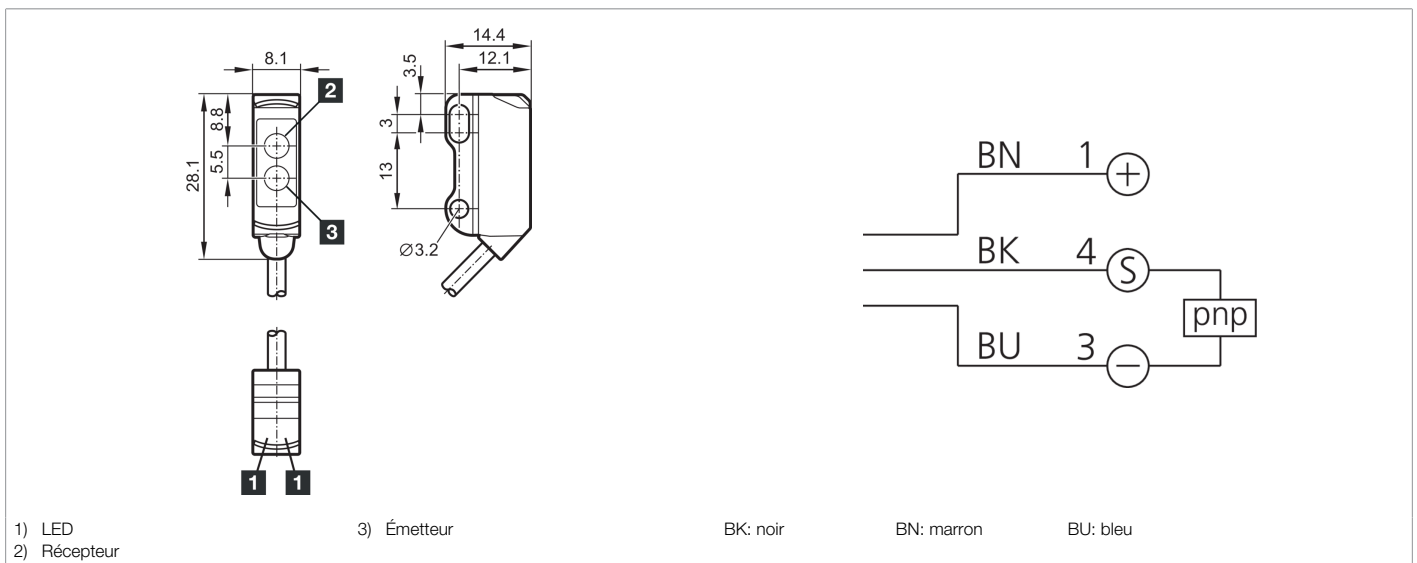 14.4
8.1
12.1
3.5
2
8.8
3
28.1
5.5
13
3
Ø3.2
1 1
BN 1 +
BK 4 S
pnp
BU 3 −
1) LED 3) Émetteur BK: noir BN: marron BU: bleu
2) Récepteur